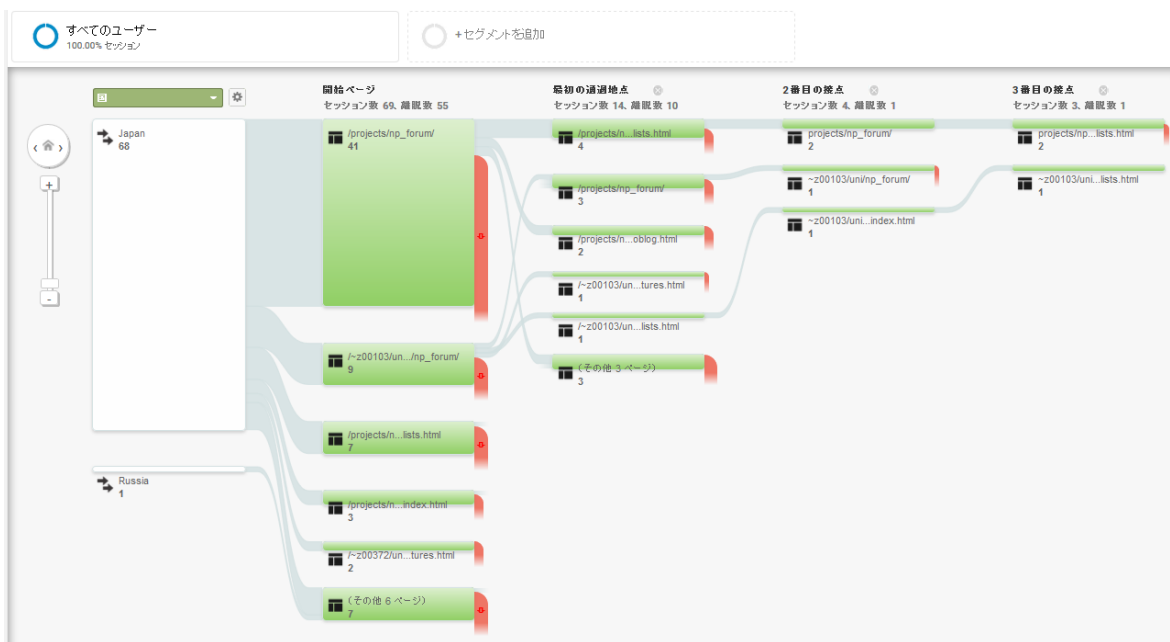 すべてのユーザー
100.00% セッション
+セグメントを追加
国
Japan
68
Russia
1
開始ページ
セッション数 69、離脱数 55
/projects/np_forum/
41
/~z00103/un.../np_forum/
9
/projects/n...lists.html
7
/projects/n...index.html
3
/~z00372/un...tures.html
2
(その他 6 ページ)
7
最初の通過地点
セッション数 14、離脱数 10
/projects/n...lists.html
4
/projects/np_forum/
3
/projects/n...oblog.html
2
/~z00103/un...tures.html
1
/~z00103/un...lists.html
1
(その他 3 ページ)
3
2番目の接点
セッション数 4、離脱数 1
projects/np_forum/
2
~z00103/uni/np_forum/
1
~z00103/uni...index.html
1
3番目の接点
セッション数 3、離脱数 1
projects/np...lists.html
2
~z00103/uni...lists.html
1